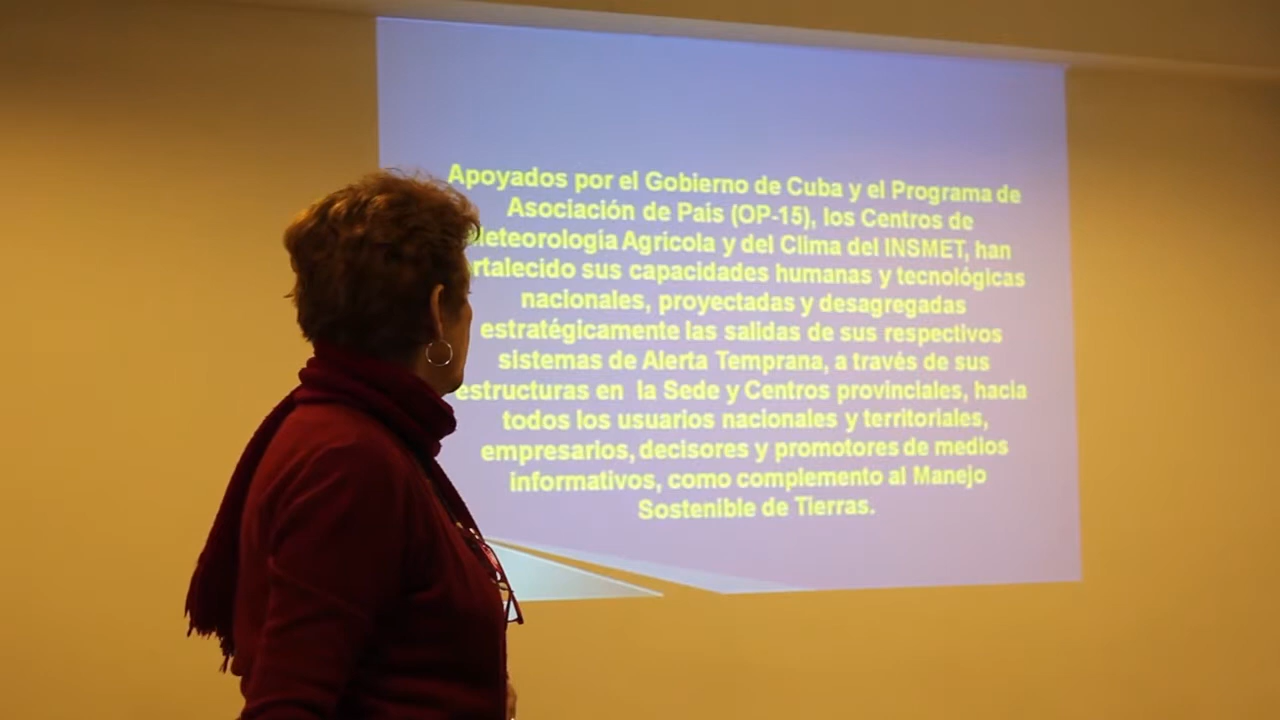 Apoyados por el Gobierno de Cuba y el Programa de
Asociación de Pais (OP-15), los Centros de
Meteorologia Agricola y del Clima del INSMET, han
rtalecido sus capacidades humanas y tecnológicas
nacionales, proyectadas y desagregadas
estratégicamente las salidas de sus respectivos
sistemas de Alerta Temprana, a través de sus
estructuras en la Sede y Centros provinciales, hacia
todos los usuarios nacionales y territoriales,
empresarios, decisores y promotores de medios
informativos, como complemento al Manejo
Sostenible de Tierras.